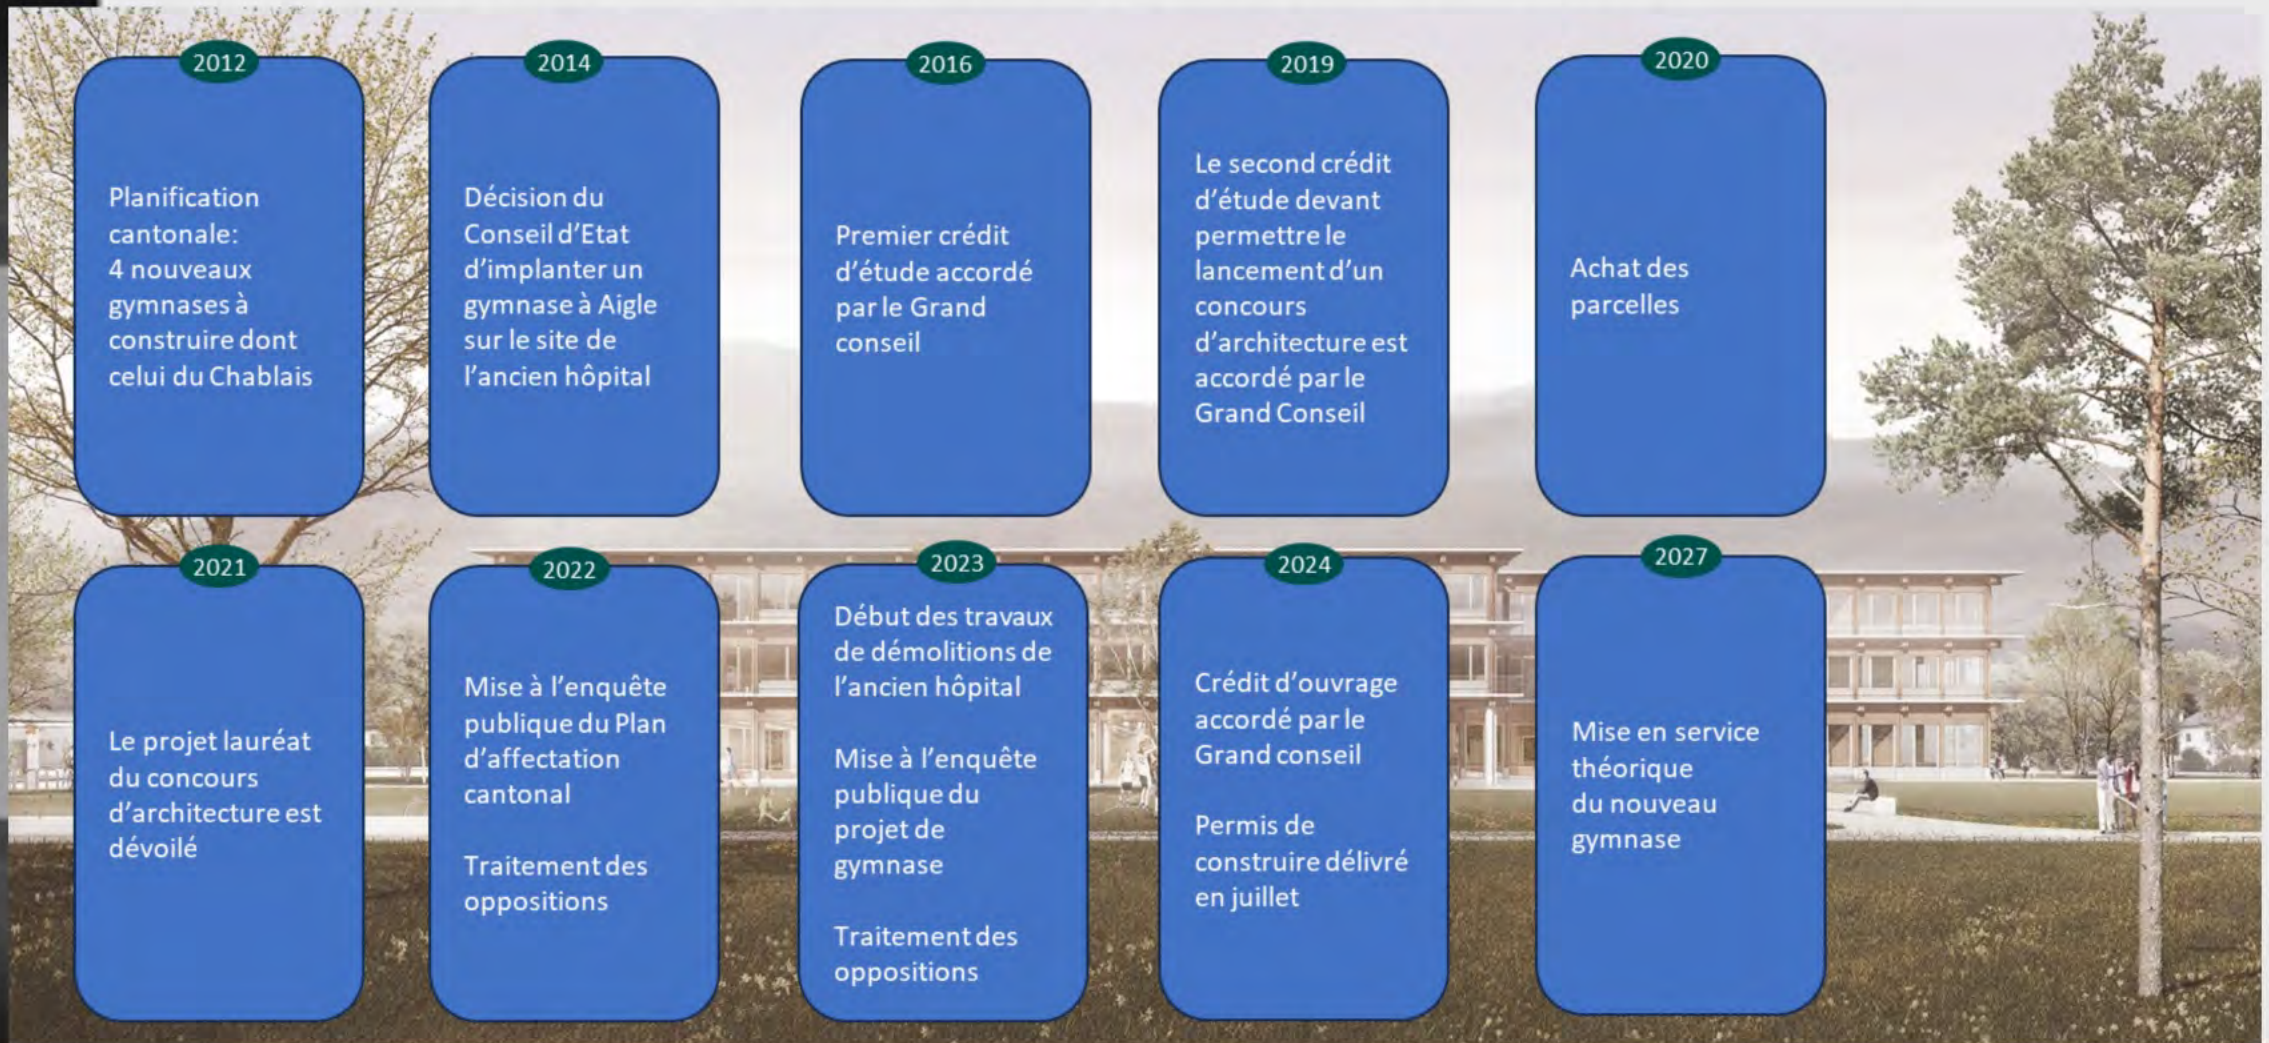 2012
Planification
cantonale:
4 nouveaux
gymnases à
construire dont
celui du Chablais
2014
Décision du
Conseil d'Etat
d'implanter un
gymnase à Aigle
sur le site de
l'ancien hôpital
2016
Premier crédit
d'étude accordé
par le Grand
conseil
2019
Le second crédit
d'étude devant
permettre le
lancement d'un
concours
d'architecture est
accordé par le
Grand Conseil
2020
Achat des
parcelles
2021
Le projet lauréat
du concours
d'architecture est
dévoilé
2022
Mise à l'enquête
publique du Plan
d'affectation
cantonal
Traitement des
oppositions
2023
Début des travaux
de démolitions de
l'ancien hôpital
Mise à l'enquête
publique du
projet de
gymnase
Traitement des
oppositions
2024
Crédit d'ouvrage
accordé par le
Grand conseil
Permis de
construire délivré
en juillet
2027
Mise en service
théorique
du nouveau
gymnase